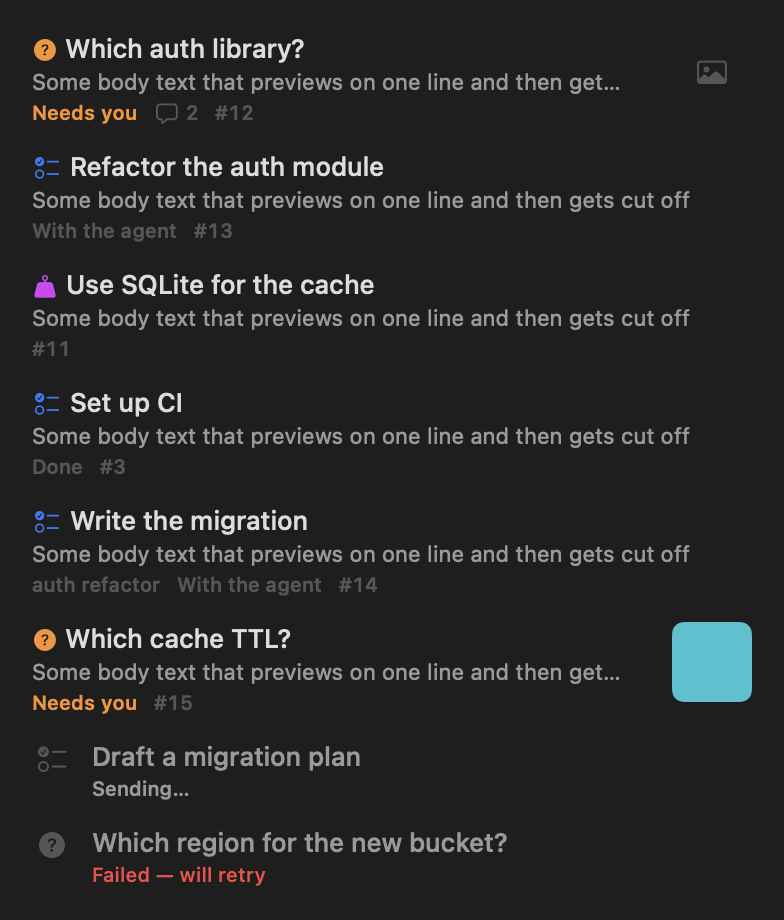 Which auth library?
Some body text that previews on one line and then get...
Needs you 2 #12
Refactor the auth module
Some body text that previews on one line and then gets cut off
With the agent #13
Use SQLite for the cache
Some body text that previews on one line and then gets cut off
#11
Set up CI
Some body text that previews on one line and then gets cut off
Done #3
Write the migration
Some body text that previews on one line and then gets cut off
auth refactor With the agent #14
Which cache TTL?
Some body text that previews on one line and then get...
Needs you #15
Draft a migration plan
Sending...
Which region for the new bucket?
Failed — will retry